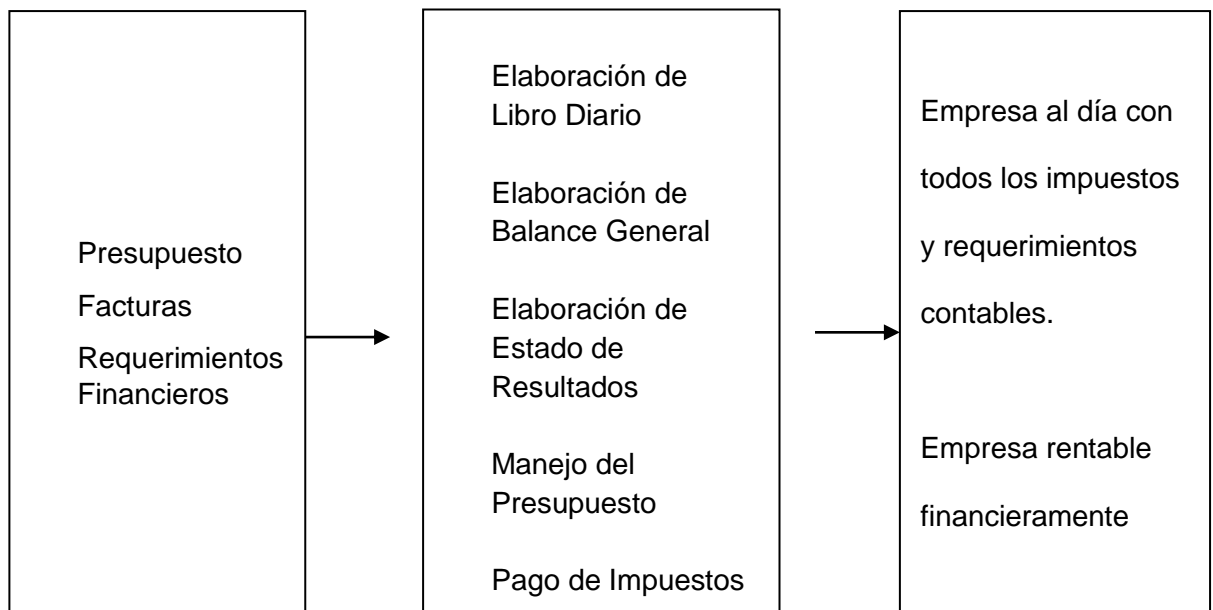 Presupuesto
Facturas
Requerimientos
Financieros
Elaboración de
Libro Diario
Elaboración de
Balance General
Elaboración de
Estado de
Resultados
Manejo del
Presupuesto
Pago de Impuestos
Empresa al día con
todos los impuestos
y requerimientos
contables.
Empresa rentable
financieramente